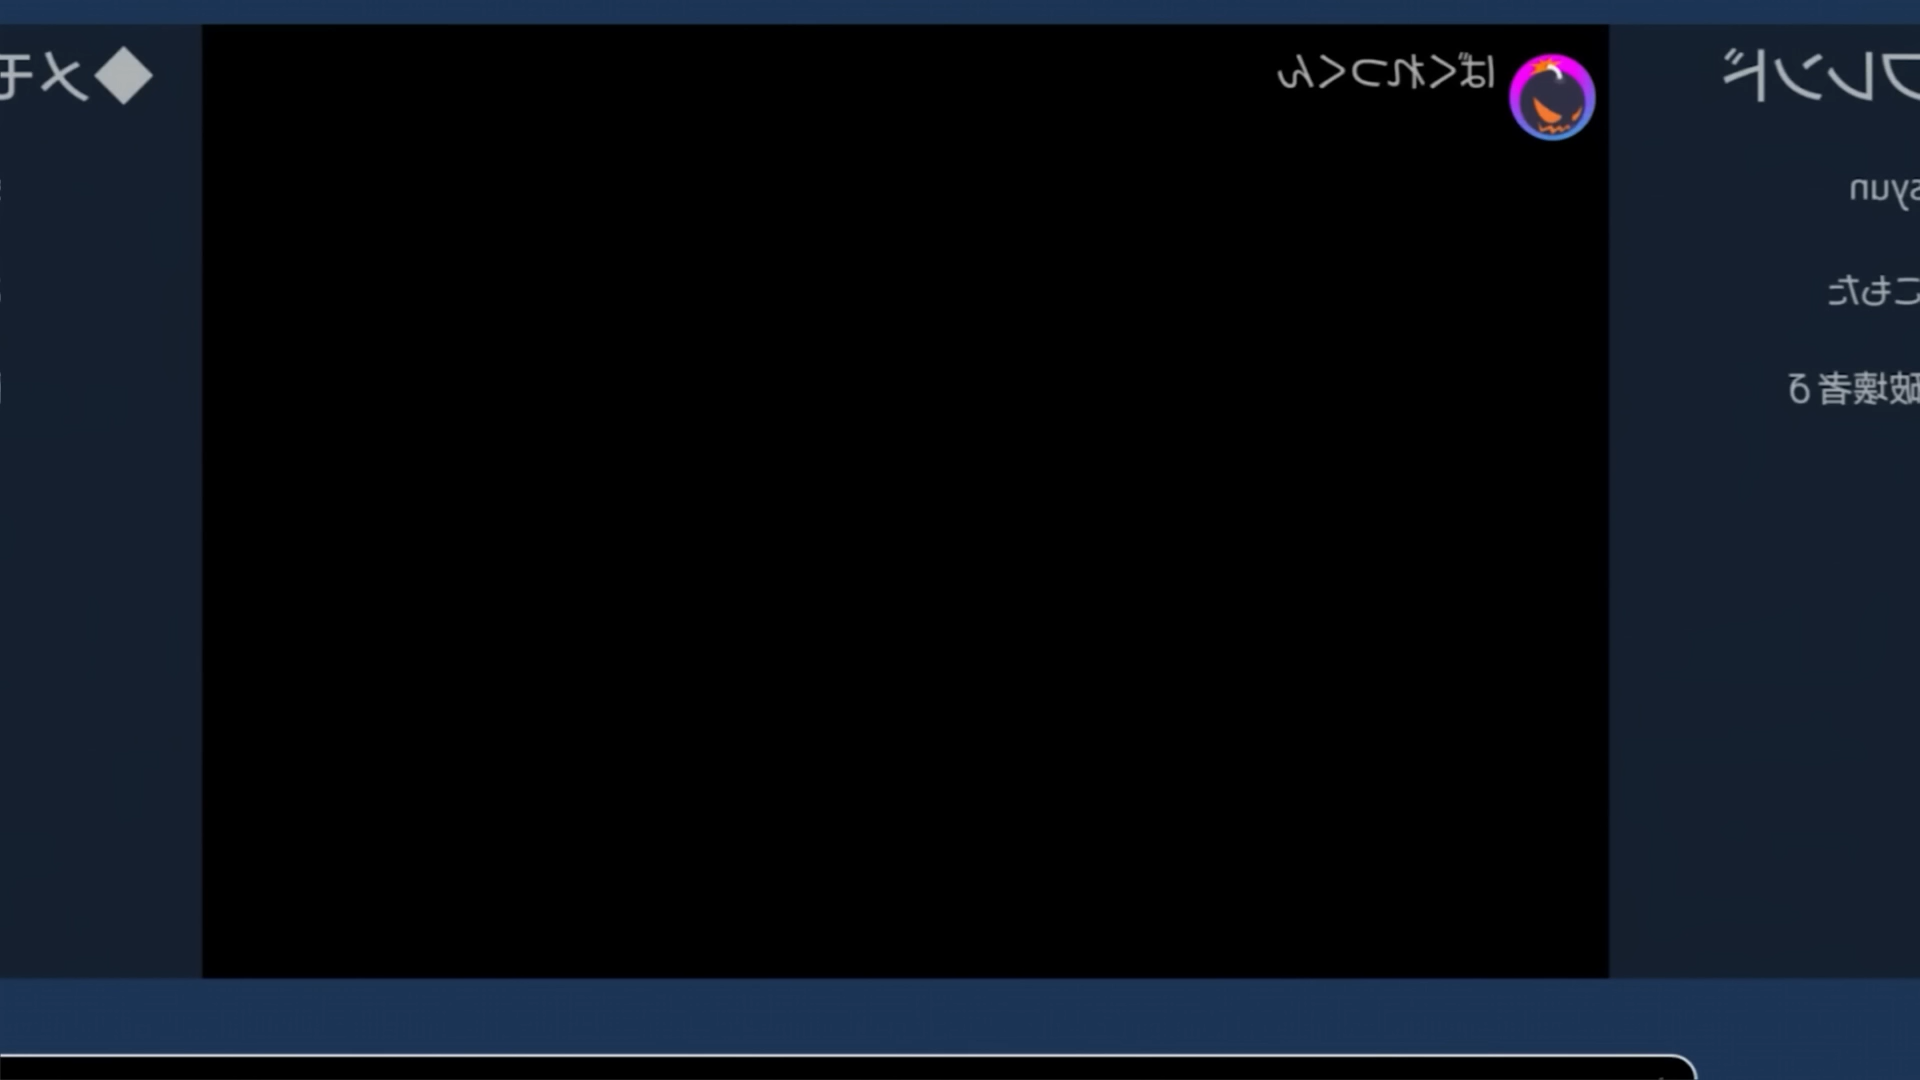 フレンド
syun
こもた
破壊者6
ばくれつくん
◆メモ